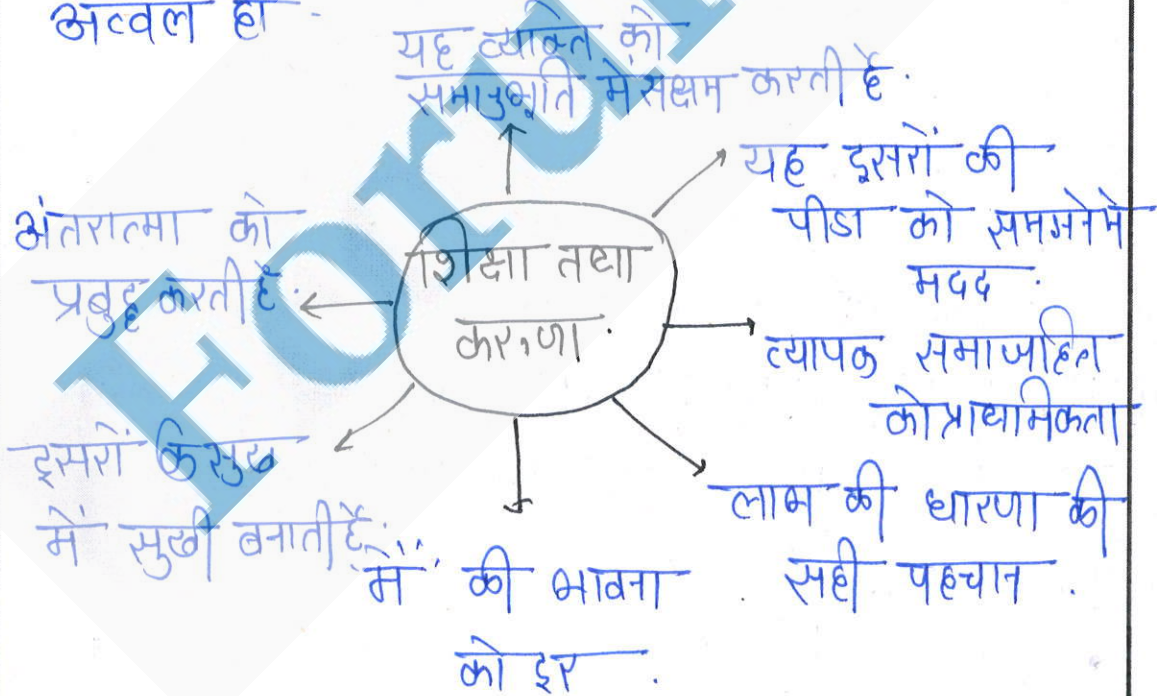 अव्वल हो -
यह व्यक्ति को
समानुभूति में सक्षम करती है.
यह दूसरों की
पीडा को समझने में
मदद .
अंतरात्मा को
प्रबुद्ध करती है.
शिक्षा तथा
करुणा .
व्यापक समाजहित
को प्राथमिकता
दूसरों के सुख
में सुखी बनाती है.
लाभ की धारणा की
सही पहचान .
"मैं" की भावना .
को दूर .
Foru